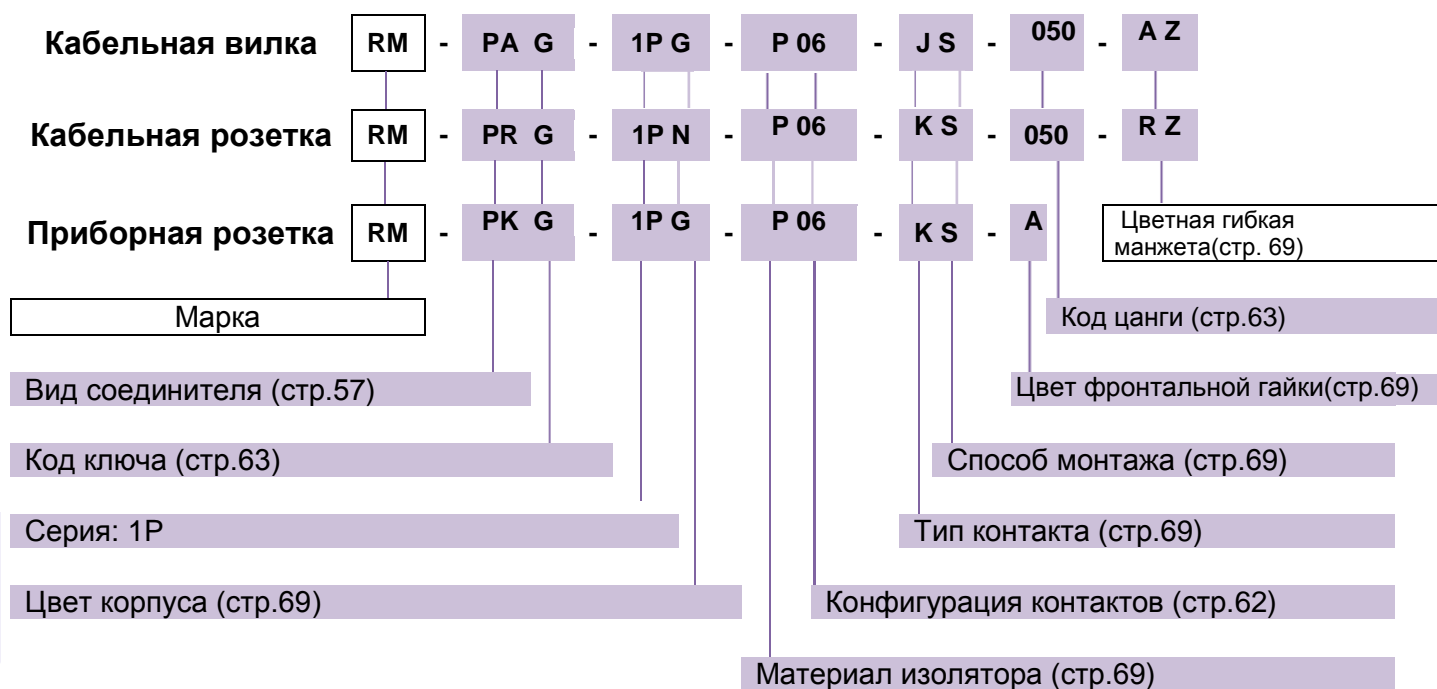 Кабельная вилка RM - PA G - 1P G - P 06 - J S - 050 - A Z
Кабельная розетка RM - PR G - 1P N - P 06 - K S - 050 - R Z
Приборная розетка RM - PK G - 1P G - P 06 - K S - A
Цветная гибкая
манжета(стр. 69)
Марка
Код цанги (стр.63)
Вид соединителя (стр.57)
Цвет фронтальной гайки(стр.69)
Код ключа (стр.63)
Способ монтажа (стр.69)
Серия: 1P
Тип контакта (стр.69)
Цвет корпуса (стр.69)
Конфигурация контактов (стр.62)
Материал изолятора (стр.69)